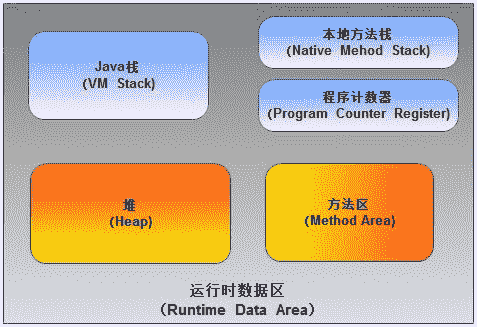 Java栈
(VM Stack)
本地方法栈
(Native Mehod Stack)
程序计数器
(Program Counter Register)
堆
(Heap)
方法区
(Method Area)
运行时数据区
（Runtime Data Area）